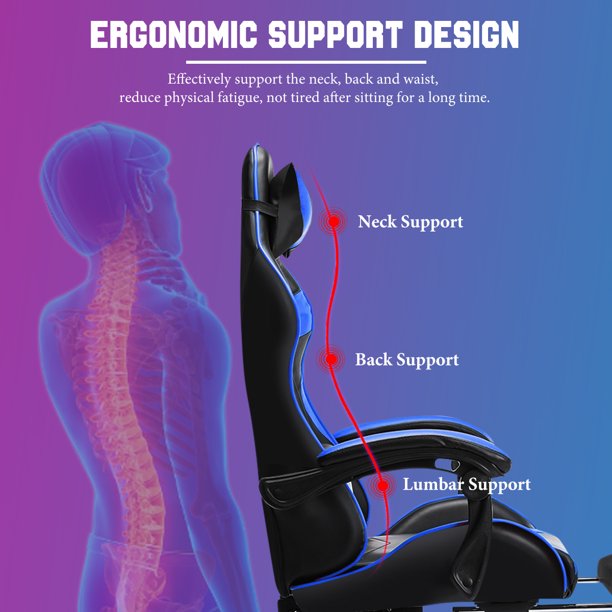 ERGONOMIC SUPPORT DESIGN
Effectively support the neck, back and waist,
reduce physical fatigue, not tired after sitting for a long time.
Neck Support
Back Support
Lumbar Support